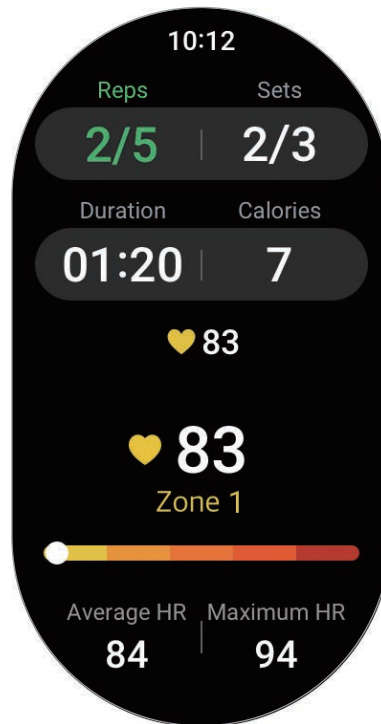 10:12
Reps Sets
2/5 2/3
Duration Calories
01:20 7
83
83
Zone 1
Average HR Maximum HR
84 94